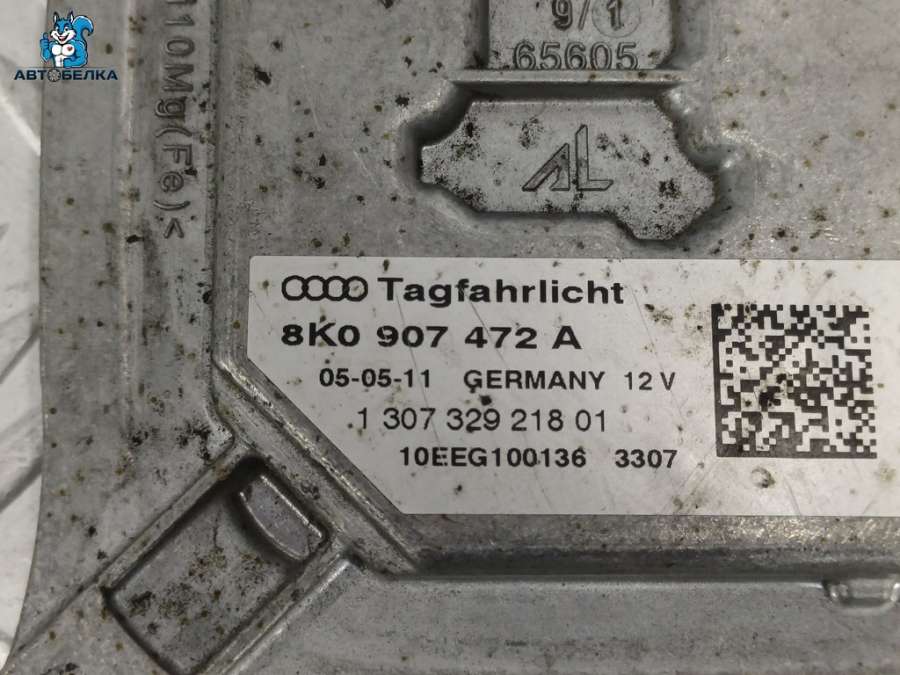 9/1
65605
АВТОБЕЛКА
110Mg(Fe)<
AL
Tagfahrlicht
8K0 907 472 A
05-05-11 GERMANY 12 V
1 307 329 218 01
10EEG100136 3307